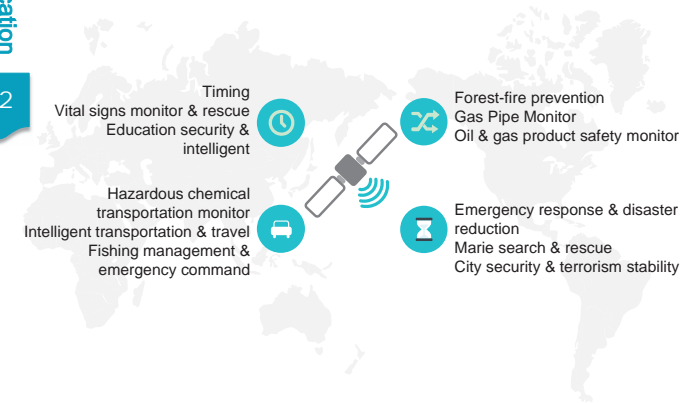 cation
2
Timing
Vital signs monitor & rescue
Education security &
intelligent
Hazardous chemical
transportation monitor
Intelligent transportation & travel
Fishing management &
emergency command
Forest-fire prevention
Gas Pipe Monitor
Oil & gas product safety monitor
Emergency response & disaster
reduction
Marie search & rescue
City security & terrorism stability